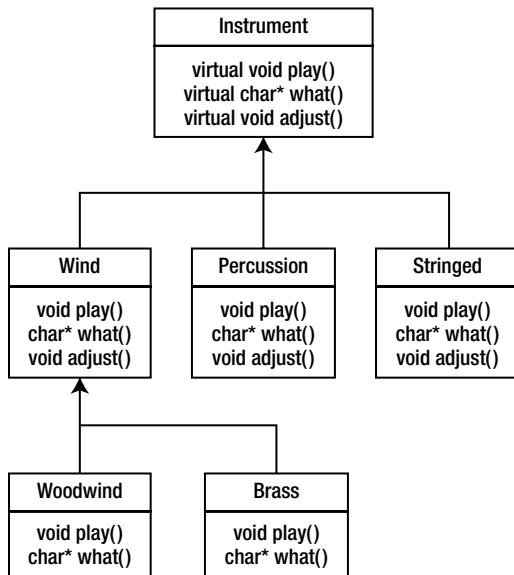 Instrument
virtual void play()
virtual char* what()
virtual void adjust()
Wind
void play()
char* what()
void adjust()
Percussion
void play()
char* what()
void adjust()
Stringed
void play()
char* what()
void adjust()
Woodwind
void play()
char* what()
Brass
void play()
char* what()